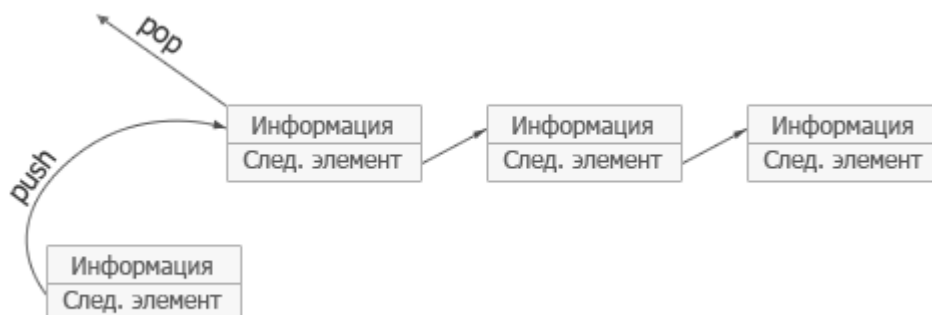 pop
Информация
След. элемент
Информация
След. элемент
Информация
След. элемент
push
Информация
След. элемент